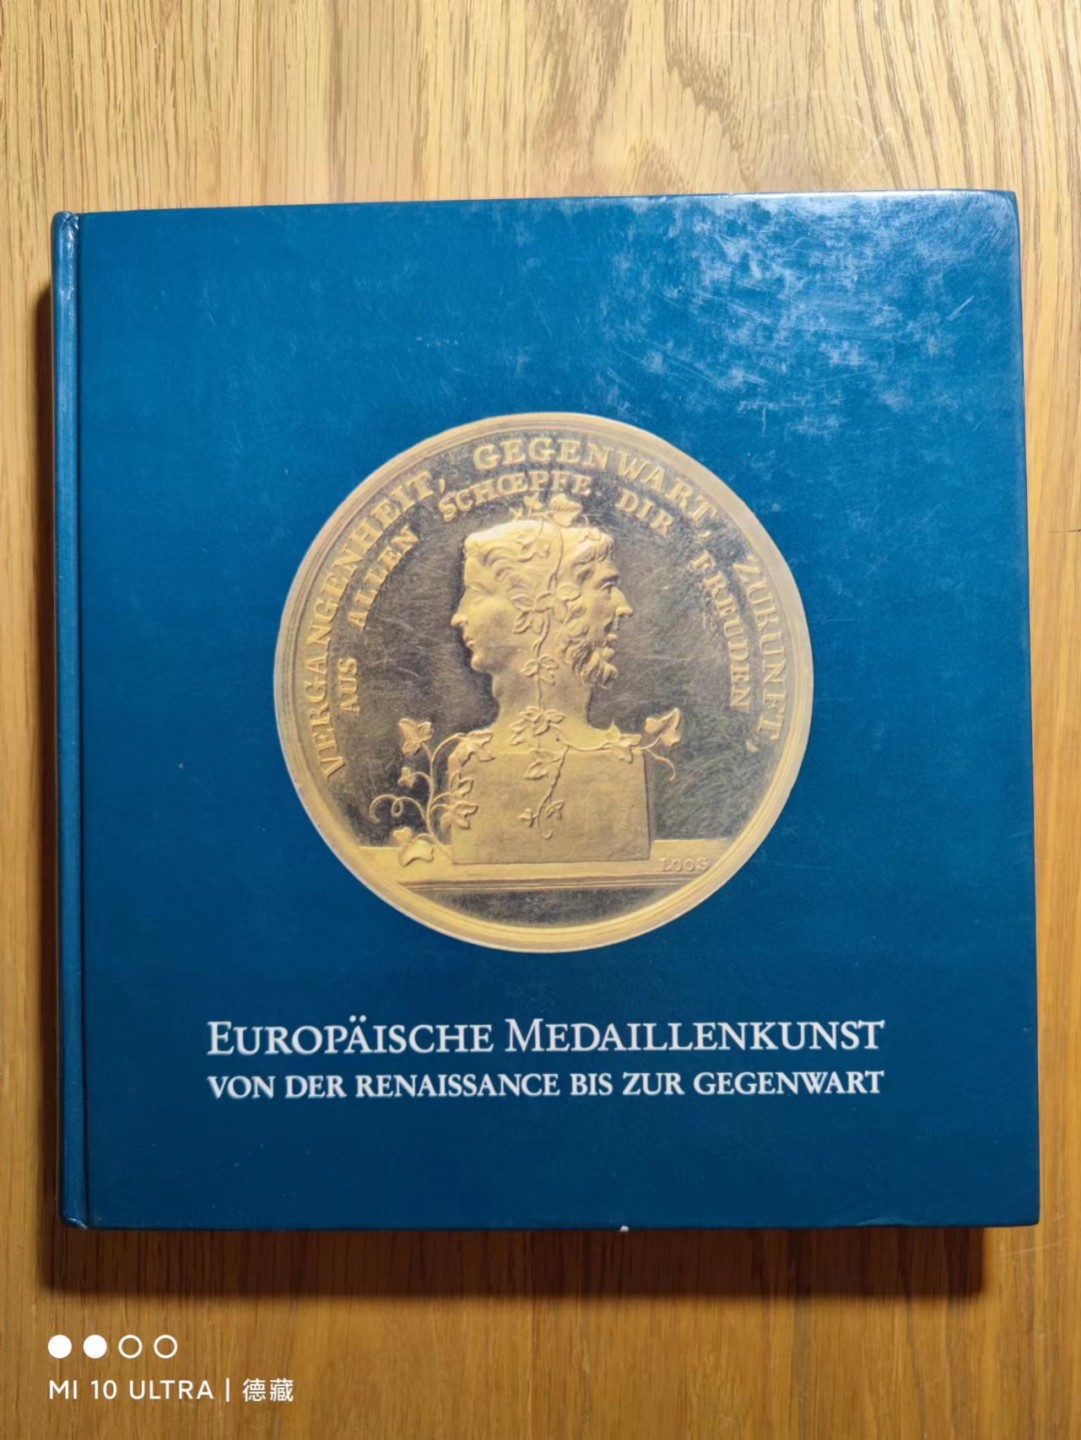 VERGANGENHEIT, GEGENWART, ZUKUNFT,
AUS ALLEN SCHŒPFE DIR FREUDEN
LOOS
EUROPÄISCHE MEDAILLENKUNST
VON DER RENAISSANCE BIS ZUR GEGENWART
MI 10 ULTRA | 德藏